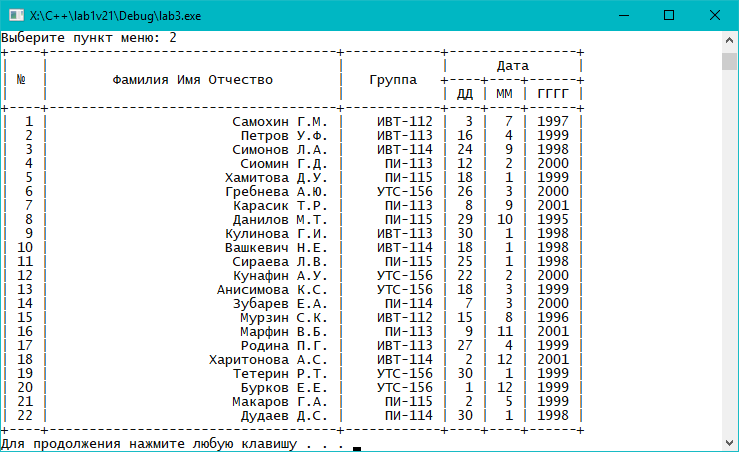 X:\C++\lab1v21\Debug\lab3.exe
Выберите пункт меню: 2
+----+------------------------------------+------------+----------------+
|    |                                    |            |      Дата      |
| №  |        Фамилия Имя Отчество        |   Группа   +----+----+------+
|    |                                    |            | ДД | ММ | ГГГГ |
+----+------------------------------------+------------+----------------+
|  1 |                       Самохин Г.М. |    ИВТ-112 |  3 |  7 | 1997 |
|  2 |                        Петров У.Ф. |    ИВТ-113 | 16 |  4 | 1999 |
|  3 |                       Симонов Л.А. |    ИВТ-114 | 24 |  9 | 1998 |
|  4 |                        Сиомин Г.Д. |     ПИ-113 | 12 |  2 | 2000 |
|  5 |                      Хамитова Д.У. |     ПИ-115 | 18 |  1 | 1999 |
|  6 |                      Гребнева А.Ю. |    УТС-156 | 26 |  3 | 2000 |
|  7 |                       Карасик Т.Р. |     ПИ-113 |  8 |  9 | 2001 |
|  8 |                       Данилов М.Т. |     ПИ-115 | 29 | 10 | 1995 |
|  9 |                      Кулинова Г.И. |    ИВТ-113 | 30 |  1 | 1998 |
| 10 |                      Вашкевич Н.Е. |    ИВТ-114 | 18 |  1 | 1998 |
| 11 |                       Сираева Л.В. |     ПИ-115 | 25 |  1 | 1998 |
| 12 |                       Кунафин А.У. |    УТС-156 | 22 |  2 | 2000 |
| 13 |                     Анисимова К.С. |    УТС-156 | 18 |  3 | 1999 |
| 14 |                       Зубарев Е.А. |     ПИ-114 |  7 |  3 | 2000 |
| 15 |                        Мурзин С.К. |    ИВТ-112 | 15 |  8 | 1996 |
| 16 |                        Марфин В.Б. |     ПИ-113 |  9 | 11 | 2001 |
| 17 |                        Родина П.Г. |    ИВТ-113 | 27 |  4 | 1999 |
| 18 |                    Харитонова А.С. |    ИВТ-114 |  2 | 12 | 2001 |
| 19 |                       Тетерин Р.Т. |    УТС-156 | 30 |  1 | 1999 |
| 20 |                        Бурков Е.Е. |    УТС-156 |  1 | 12 | 1999 |
| 21 |                       Макаров Г.А. |     ПИ-115 |  2 |  5 | 1999 |
| 22 |                        Дудаев Д.С. |     ПИ-114 | 30 |  1 | 1998 |
+----+------------------------------------+------------+----+----+------+
Для продолжения нажмите любую клавишу . . .